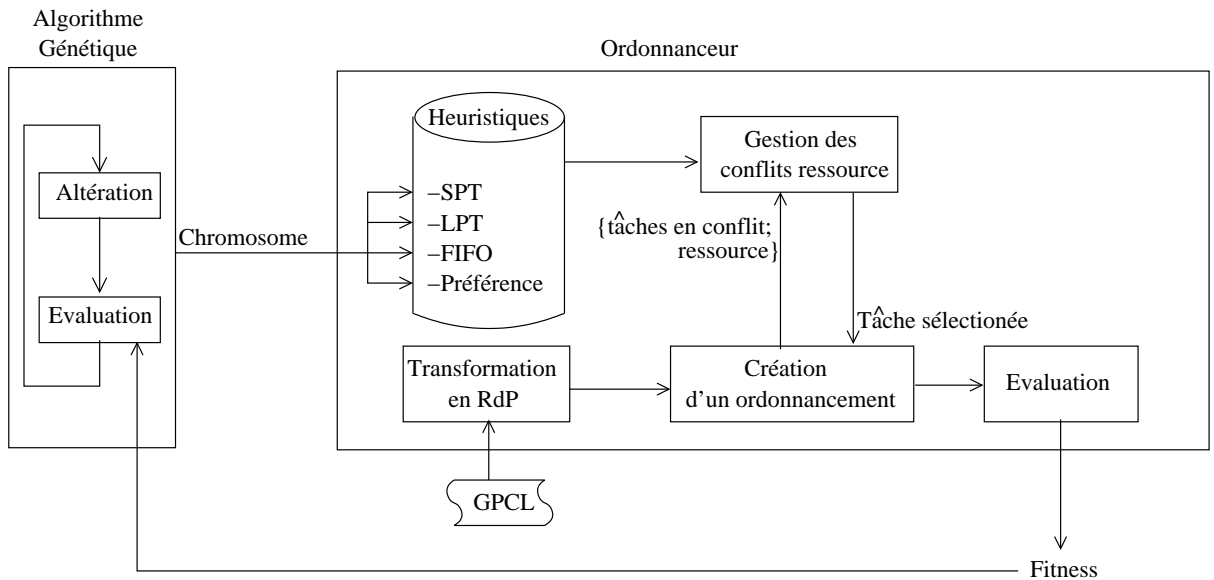 Algorithme
Génétique
Ordonnanceur
Heuristiques
Gestion des
conflits ressource
Altération
–SPT
–LPT
–FIFO
–Préférence
{tâches en conflit;
ressource}
Chromosome
Evaluation
Tâche sélectionée
Transformation
en RdP
Création
d'un ordonnancement
Evaluation
GPCL
Fitness